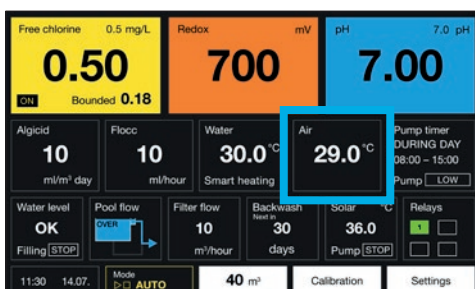 Free chlorine 0.5 mg/L
0.50
ON Bounded 0.18
Redox mV
700
pH 7.0 pH
7.00
Algicid
10
ml/m³ day
Flocc
10
ml/hour
Water
30.0 °C
Smart heating
Air
29.0 °C
Pump timer
DURING DAY
08:00 – 15:00
Pump LOW
Water level
OK
Filling STOP
Pool flow
OVER
Filter flow
10
m³/hour
Backwash
Next in
30
days
Solar °C
36.0
Pump STOP
Relays
1
11:30 14.07.
Mode
AUTO
40 m³
Calibration
Settings